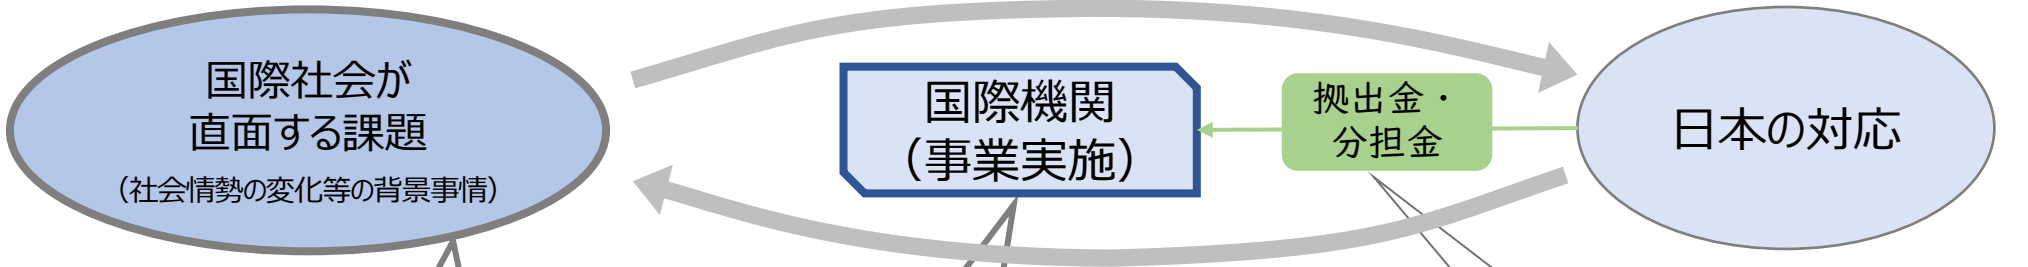 国際社会が
直面する課題
（社会情勢の変化等の背景事情）
国際機関
（事業実施）
拠出金・
分担金
日本の対応